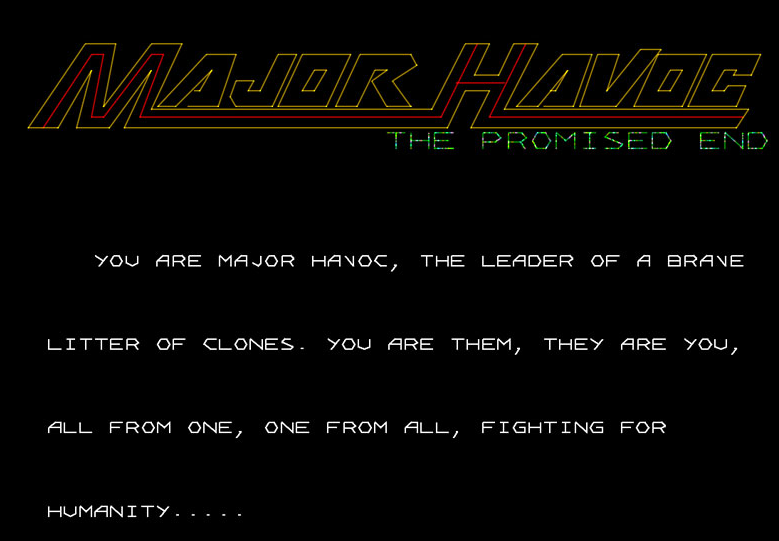 MAJOR HAVOC
THE PROMISED END
YOU ARE MAJOR HAVOC, THE LEADER OF A BRAVE
LITTER OF CLONES. YOU ARE THEM, THEY ARE YOU,
ALL FROM ONE, ONE FROM ALL, FIGHTING FOR
HUMANITY.....